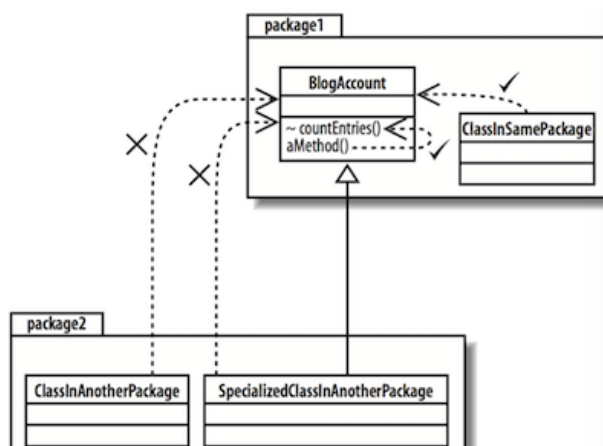 package1
BlogAccount
~ countEntries()
aMethod()
ClassInSamePackage
package2
ClassInAnotherPackage
SpecializedClassInAnotherPackage